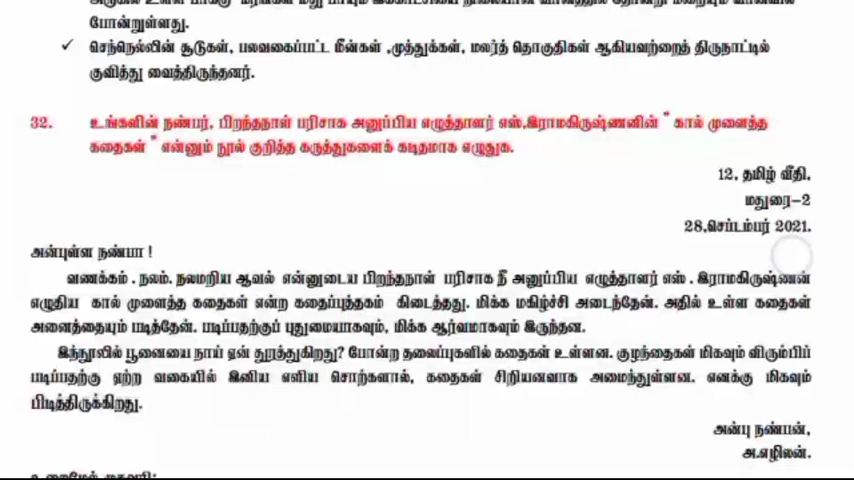 போன்றுள்ளது.
✓ செந்நெல்லின் சூடுகள், பலவகைப்பட்ட மீன்கள் ,முத்துக்கள், மலர்த் தொகுதிகள் ஆகியவற்றைத் திருநாட்டில்
குவித்து வைத்திருந்தனர்.
32. உங்களின் நண்பர், பிறந்தநாள் பரிசாக அனுப்பிய எழுத்தாளர் எஸ்.இராமகிருஷ்ணனின் " கால் முளைத்த
கதைகள் " என்னும் நூல் குறித்த கருத்துகளைக் கடிதமாக எழுதுக.
12, தமிழ் வீதி,
மதுரை-2
28,செப்டம்பர் 2021.
அன்புள்ள நண்பா !
வணக்கம் . நலம். நலமறிய ஆவல் என்னுடைய பிறந்தநாள் பரிசாக நீ அனுப்பிய எழுத்தாளர் எஸ் . இராமகிருஷ்ணன்
எழுதிய கால் முளைத்த கதைகள் என்ற கதைப்புத்தகம் கிடைத்தது. மிக்க மகிழ்ச்சி அடைந்தேன். அதில் உள்ள கதைகள்
அனைத்தையும் படித்தேன். படிப்பதற்குப் புதுமையாகவும், மிக்க ஆர்வமாகவும் இருந்தன.
இந்நூலில் பூனையை நாய் ஏன் துரத்துகிறது? போன்ற தலைப்புகளில் கதைகள் உள்ளன. குழந்தைகள் மிகவும் விரும்பிப்
படிப்பதற்கு ஏற்ற வகையில் இனிய எளிய சொற்களால், கதைகள் சிறியனவாக அமைந்துள்ளன. எனக்கு மிகவும்
பிடித்திருக்கிறது.
அன்பு நண்பன்,
அ.எழிலன்.